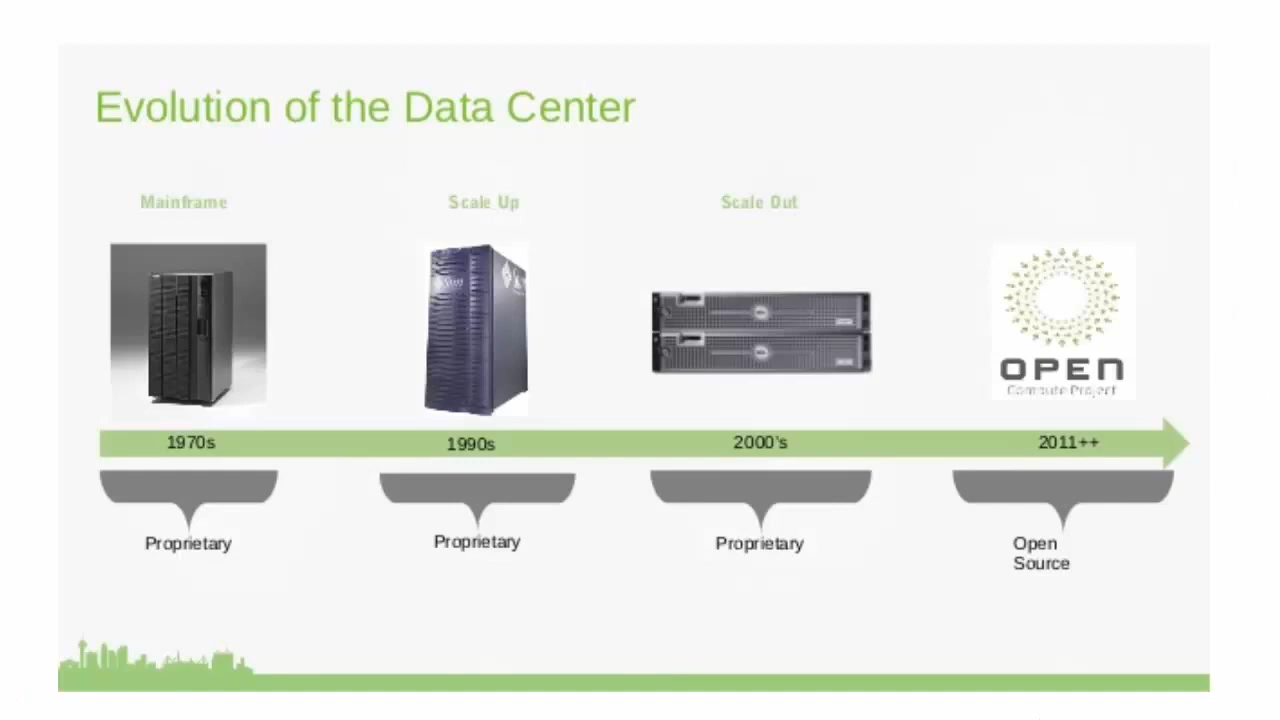 Evolution of the Data Center
Mainframe
Scale Up
Scale Out
OPEN
Compute Project
1970s
1990s
2000's
2011++
Proprietary
Proprietary
Proprietary
Open
Source